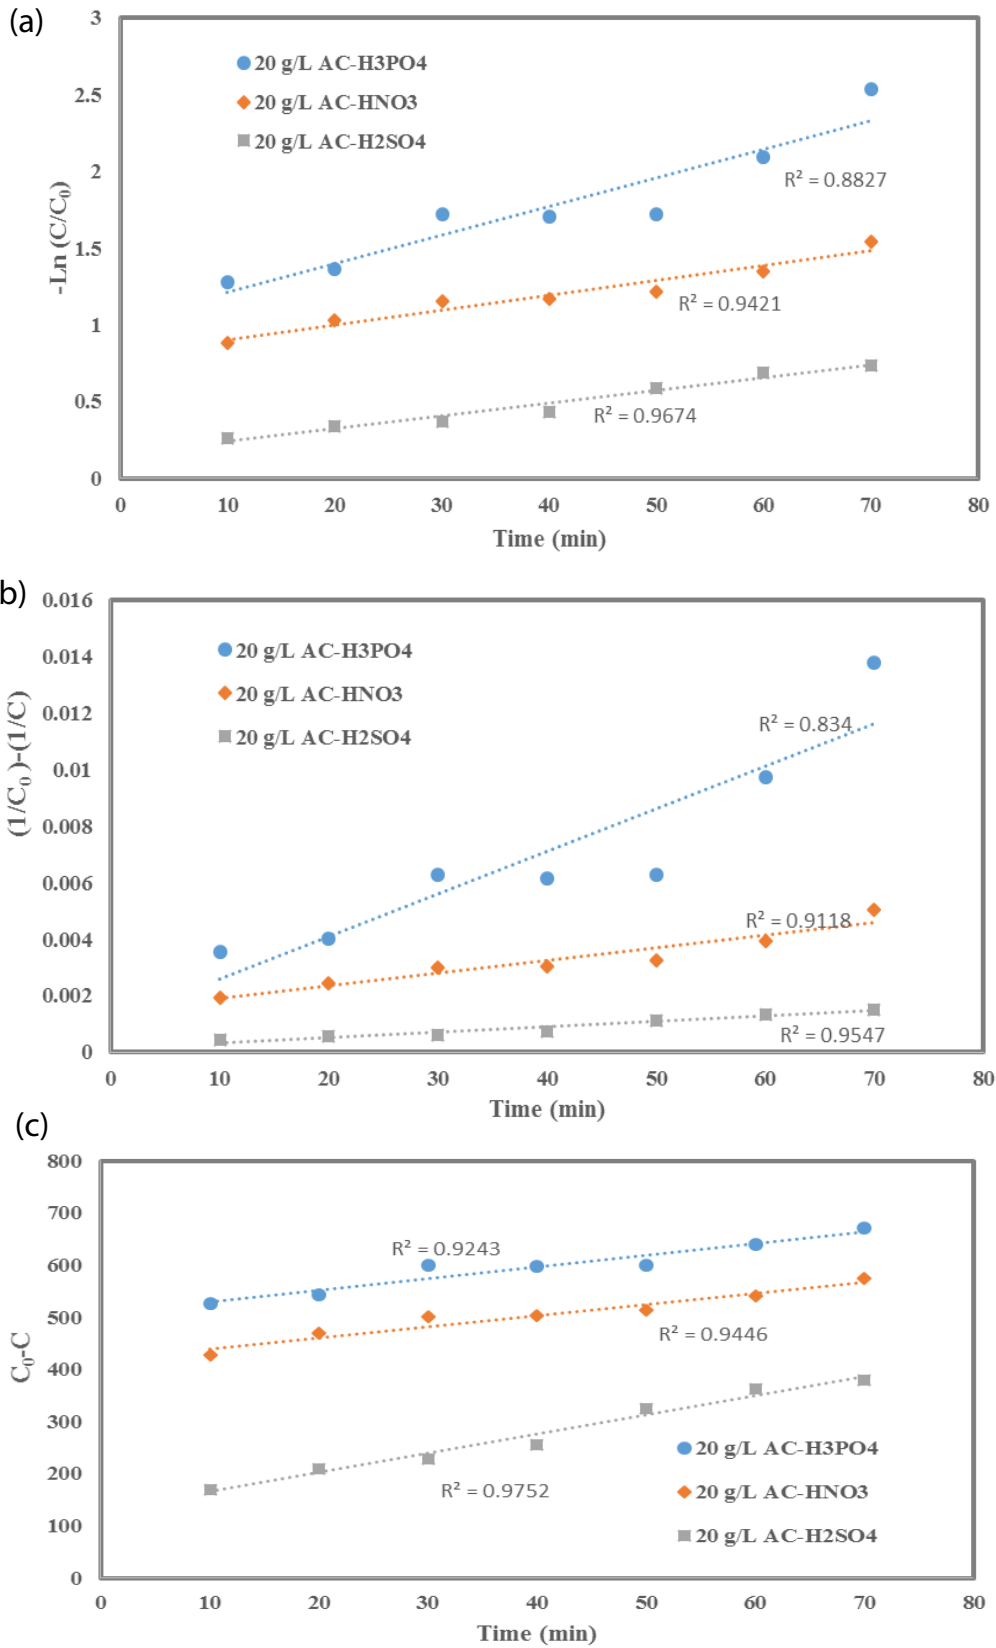 (a)
3
2.5
2
1.5
1
0.5
0
-Ln (C/C0)
20 g/L AC-H3PO4
20 g/L AC-HNO3
20 g/L AC-H2SO4
R² = 0.8827
R² = 0.9421
R² = 0.9674
0 10 20 30 40 50 60 70 80
Time (min)
b)
0.016
0.014
0.012
0.01
0.008
0.006
0.004
0.002
0
(1/C0 )-(1/C)
20 g/L AC-H3PO4
20 g/L AC-HNO3
20 g/L AC-H2SO4
R² = 0.834
R² = 0.9118
R² = 0.9547
0 10 20 30 40 50 60 70 80
Time (min)
(c)
800
700
600
500
400
300
200
100
0
C0-C
R² = 0.9243
R² = 0.9446
R² = 0.9752
20 g/L AC-H3PO4
20 g/L AC-HNO3
20 g/L AC-H2SO4
0 10 20 30 40 50 60 70 80
Time (min)